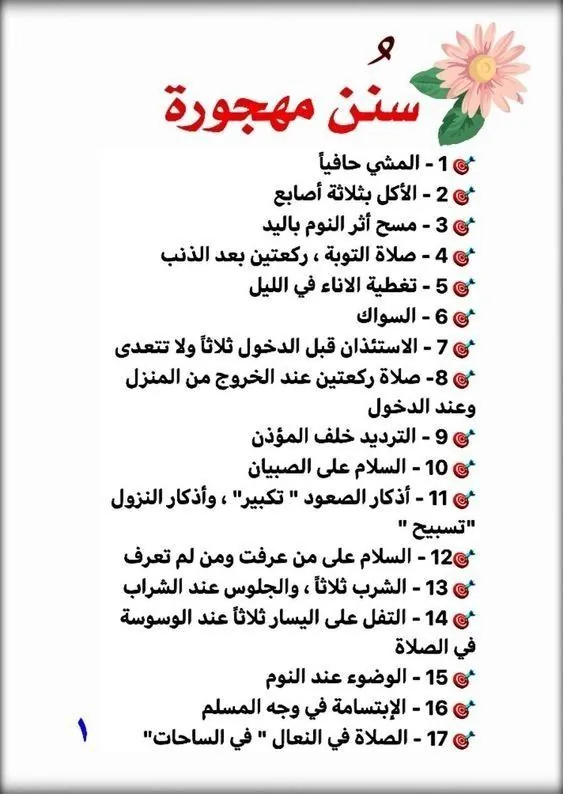 سُنن مهجورة
1 - المشي حافياً
2 - الأكل بثلاثة أصابع
3 - مسح أثر النوم باليد
4 - صلاة التوبة ، ركعتين بعد الذنب
5 - تغطية الاناء في الليل
6 - السواك
7 - الاستئذان قبل الدخول ثلاثاً ولا تتعدى
8- صلاة ركعتين عند الخروج من المنزل
وعند الدخول
9 - الترديد خلف المؤذن
10 - السلام على الصبيان
11 - أذكار الصعود " تكبير" ، وأذكار النزول
"تسبيح "
12 - السلام على من عرفت ومن لم تعرف
13 - الشرب ثلاثاً ، والجلوس عند الشراب
14 - التفل على اليسار ثلاثاً عند الوسوسة
في الصلاة
15 - الوضوء عند النوم
16 - الإبتسامة في وجه المسلم
17 - الصلاة في النعال " في الساحات"
١